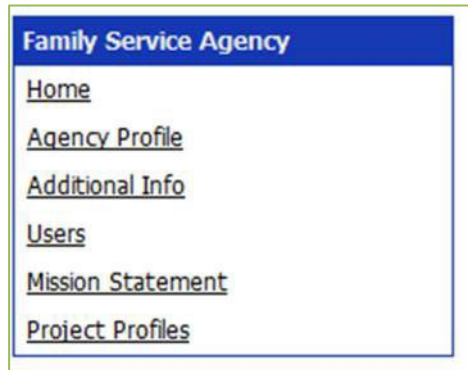 Family Service Agency
Home
Agency Profile
Additional Info
Users
Mission Statement
Project Profiles